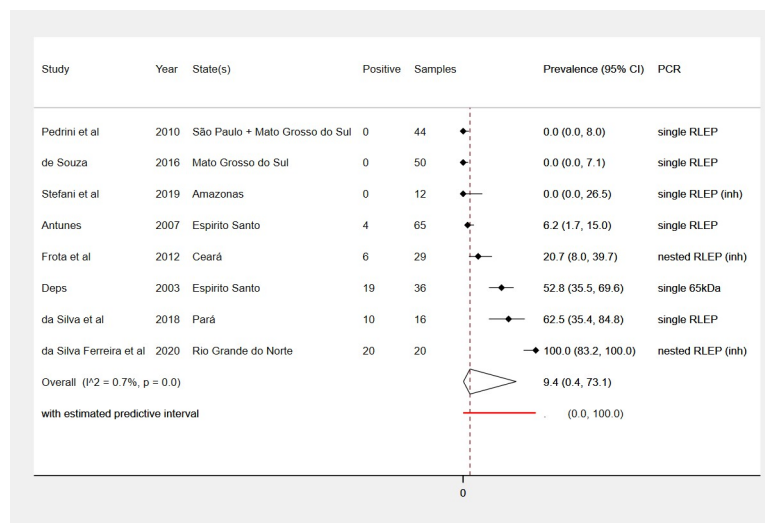 Study Year State(s) Positive Samples Prevalence (95% CI) PCR
Pedrini et al 2010 São Paulo + Mato Grosso do Sul 0 44 0.0 (0.0, 8.0) single RLEP
de Souza 2016 Mato Grosso do Sul 0 50 0.0 (0.0, 7.1) single RLEP
Stefani et al 2019 Amazonas 0 12 0.0 (0.0, 26.5) single RLEP (inh)
Antunes 2007 Espirito Santo 4 65 6.2 (1.7, 15.0) single RLEP
Frota et al 2012 Ceará 6 29 20.7 (8.0, 39.7) nested RLEP (inh)
Deps 2003 Espirito Santo 19 36 52.8 (35.5, 69.6) single 65kDa
da Silva et al 2018 Pará 10 16 62.5 (35.4, 84.8) single RLEP
da Silva Ferreira et al 2020 Rio Grande do Norte 20 20 100.0 (83.2, 100.0) nested RLEP (inh)
Overall (I^2 = 0.7%, p = 0.0) 9.4 (0.4, 73.1)
with estimated predictive interval . (0.0, 100.0)
0